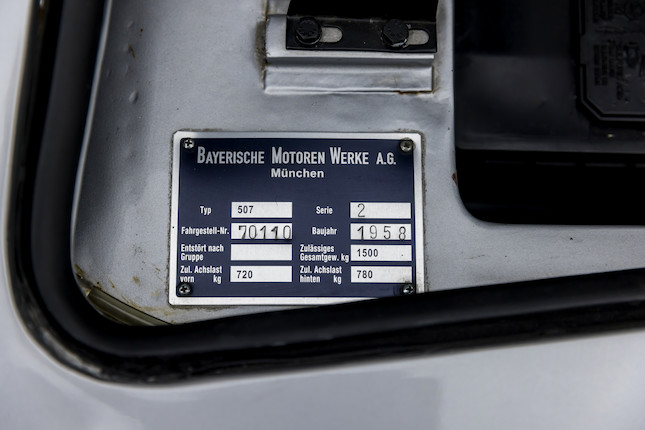 BAYERISCHE MOTOREN WERKE A.G.
München
Typ 507 Serie 2
Fahrgestell-Nr. 70110 Baujahr 1958
Entstört nach Gruppe Zulässiges Gesamtgew. kg 1500
Zul. Achslast vorn kg 720 Zul. Achslast hinten kg 780